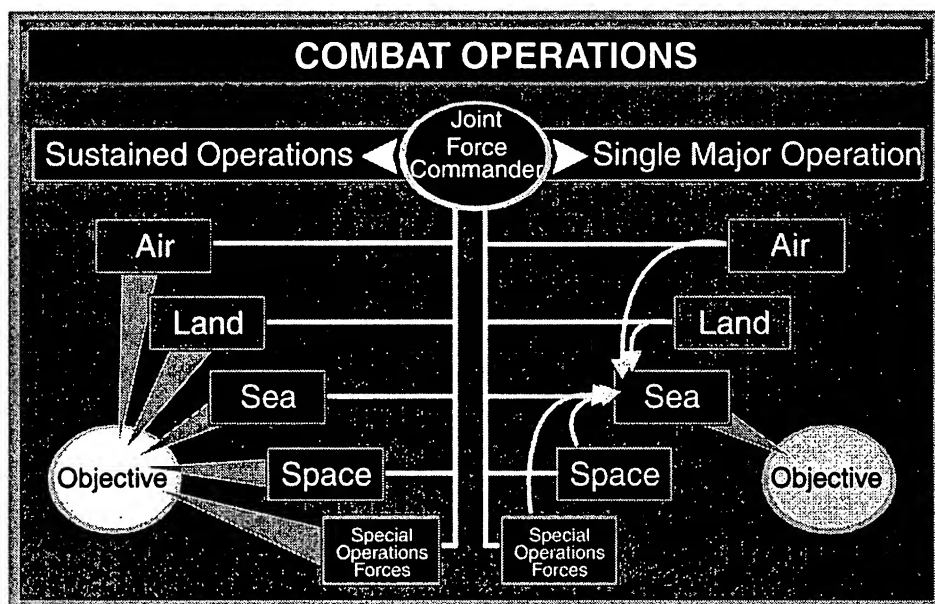 COMBAT OPERATIONS
Joint
Force
Commander
Sustained Operations
Single Major Operation
Air
Land
Sea
Space
Special
Operations
Forces
Objective
Air
Land
Sea
Space
Special
Operations
Forces
Objective